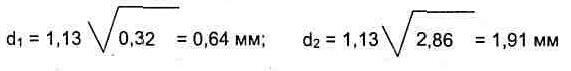 d₁ = 1,13 √0,32 = 0,64 мм; d₂ = 1,13 √2,86 = 1,91 мм